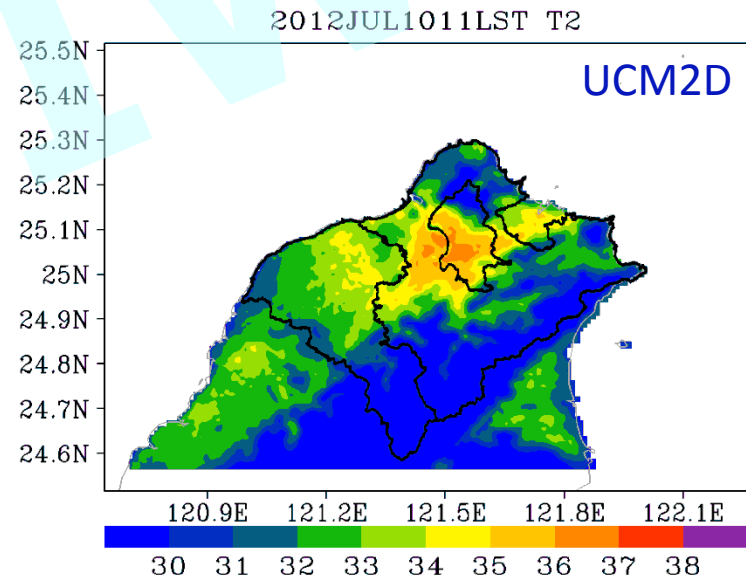 2012JUL1011LST T2
UCM2D
25.5N
25.4N
25.3N
25.2N
25.1N
25N
24.9N
24.8N
24.7N
24.6N
120.9E 121.2E 121.5E 121.8E 122.1E
30 31 32 33 34 35 36 37 38